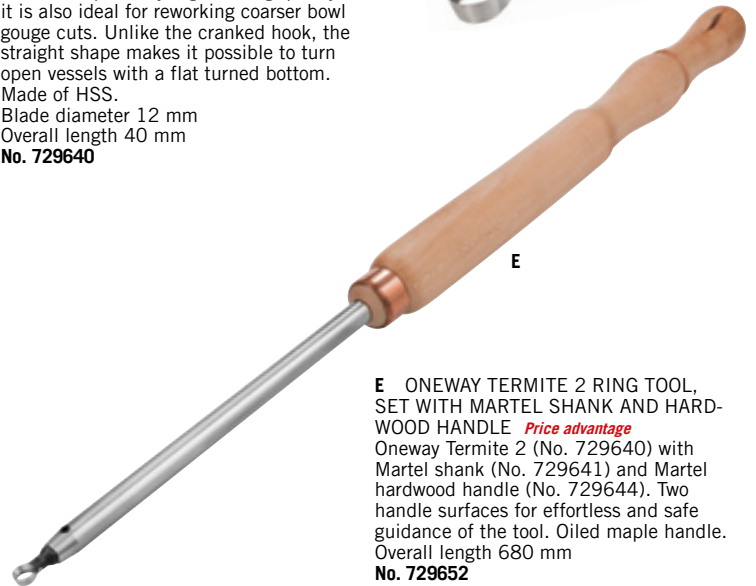 it is also ideal for reworking coarser bowl
gouge cuts. Unlike the cranked hook, the
straight shape makes it possible to turn
open vessels with a flat turned bottom.
Made of HSS.
Blade diameter 12 mm
Overall length 40 mm
No. 729640
E
E ONEWAY TERMITE 2 RING TOOL,
SET WITH MARTEL SHANK AND HARD-
WOOD HANDLE Price advantage
Oneway Termite 2 (No. 729640) with
Martel shank (No. 729641) and Martel
hardwood handle (No. 729644). Two
handle surfaces for effortless and safe
guidance of the tool. Oiled maple handle.
Overall length 680 mm
No. 729652